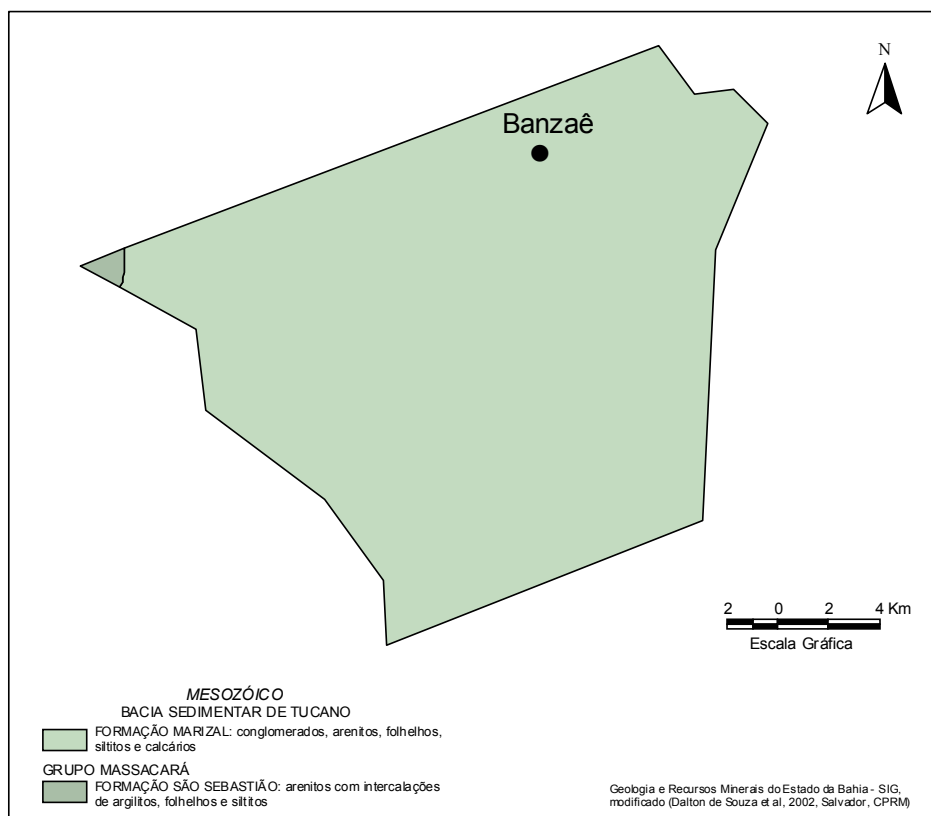 N
Banzaê
2 0 2 4 Km
Escala Gráfica
MESOZÓICO
BACIA SEDIMENTAR DE TUCANO
FORMAÇÃO MARIZAL: conglomerados, arenitos, folhelhos,
siltitos e calcários
GRUPO MASSACARÁ
FORMAÇÃO SÃO SEBASTIÃO: arenitos com intercalações
de argilitos, folhelhos e siltitos
Geologia e Recursos Minerais do Estado da Bahia - SIG,
modificado (Dalton de Souza et al, 2002, Salvador, CPRM)